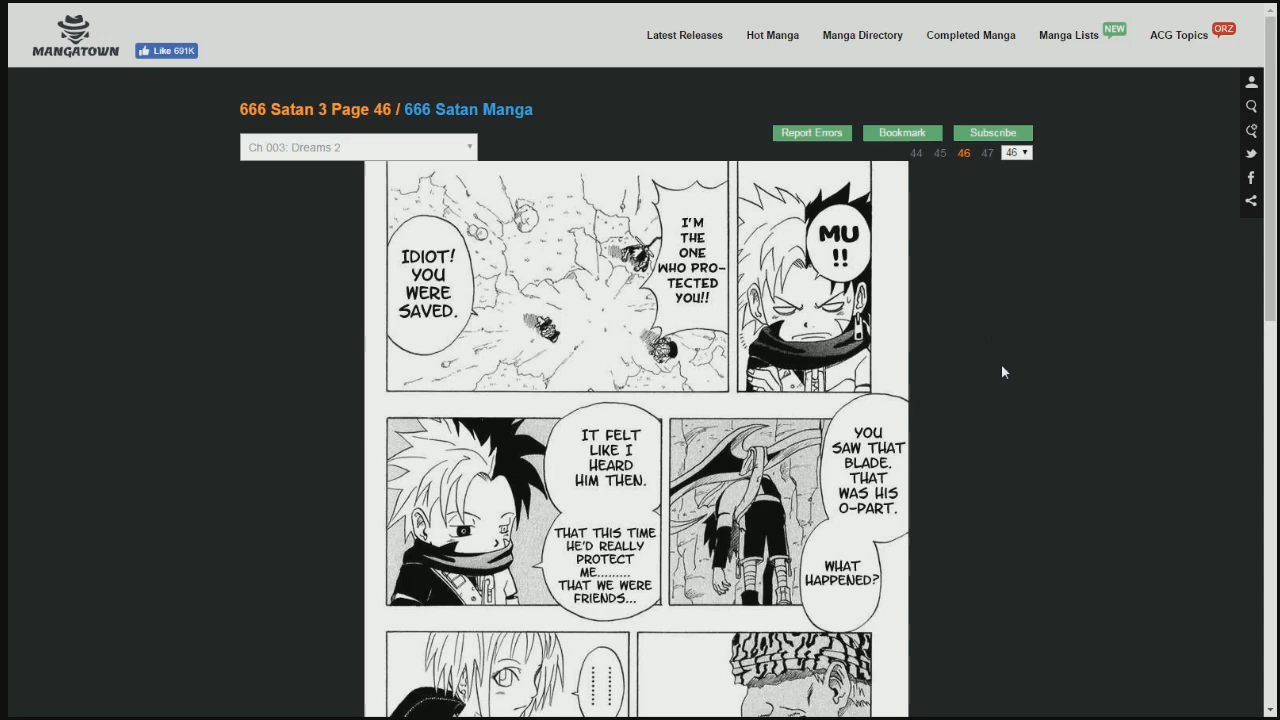 MANGATOWN
Like 691K
Latest Releases
Hot Manga
Manga Directory
Completed Manga
Manga Lists
NEW
ACG Topics
ORZ
666 Satan 3 Page 46 / 666 Satan Manga
Report Errors
Bookmark
Subscribe
Ch 003: Dreams 2
44 45 46 47 46
MU
!!
I'M
THE
ONE
WHO PRO-
TECTED
YOU!!
IDIOT!
YOU
WERE
SAVED.
YOU
SAW THAT
BLADE.
THAT
WAS HIS
O-PART.
WHAT
HAPPENED?
IT FELT
LIKE I
HEARD
HIM THEN.
THAT THIS TIME
HE'D REALLY
PROTECT
ME.........
THAT WE WERE
FRIENDS...